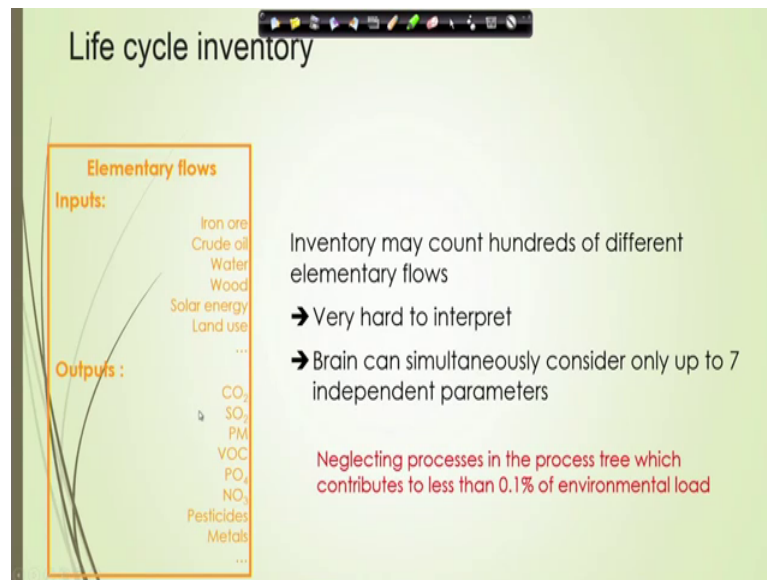 Life cycle inventory
Elementary flows
Inputs:
Iron ore
Crude oil
Water
Wood
Solar energy
Land use
...
Outputs :
CO₂
SO₂
PM
VOC
PO₄
NO₃
Pesticides
Metals
...
Inventory may count hundreds of different
elementary flows
➔ Very hard to interpret
➔ Brain can simultaneously consider only up to 7
independent parameters
Neglecting processes in the process tree which
contributes to less than 0.1% of environmental load